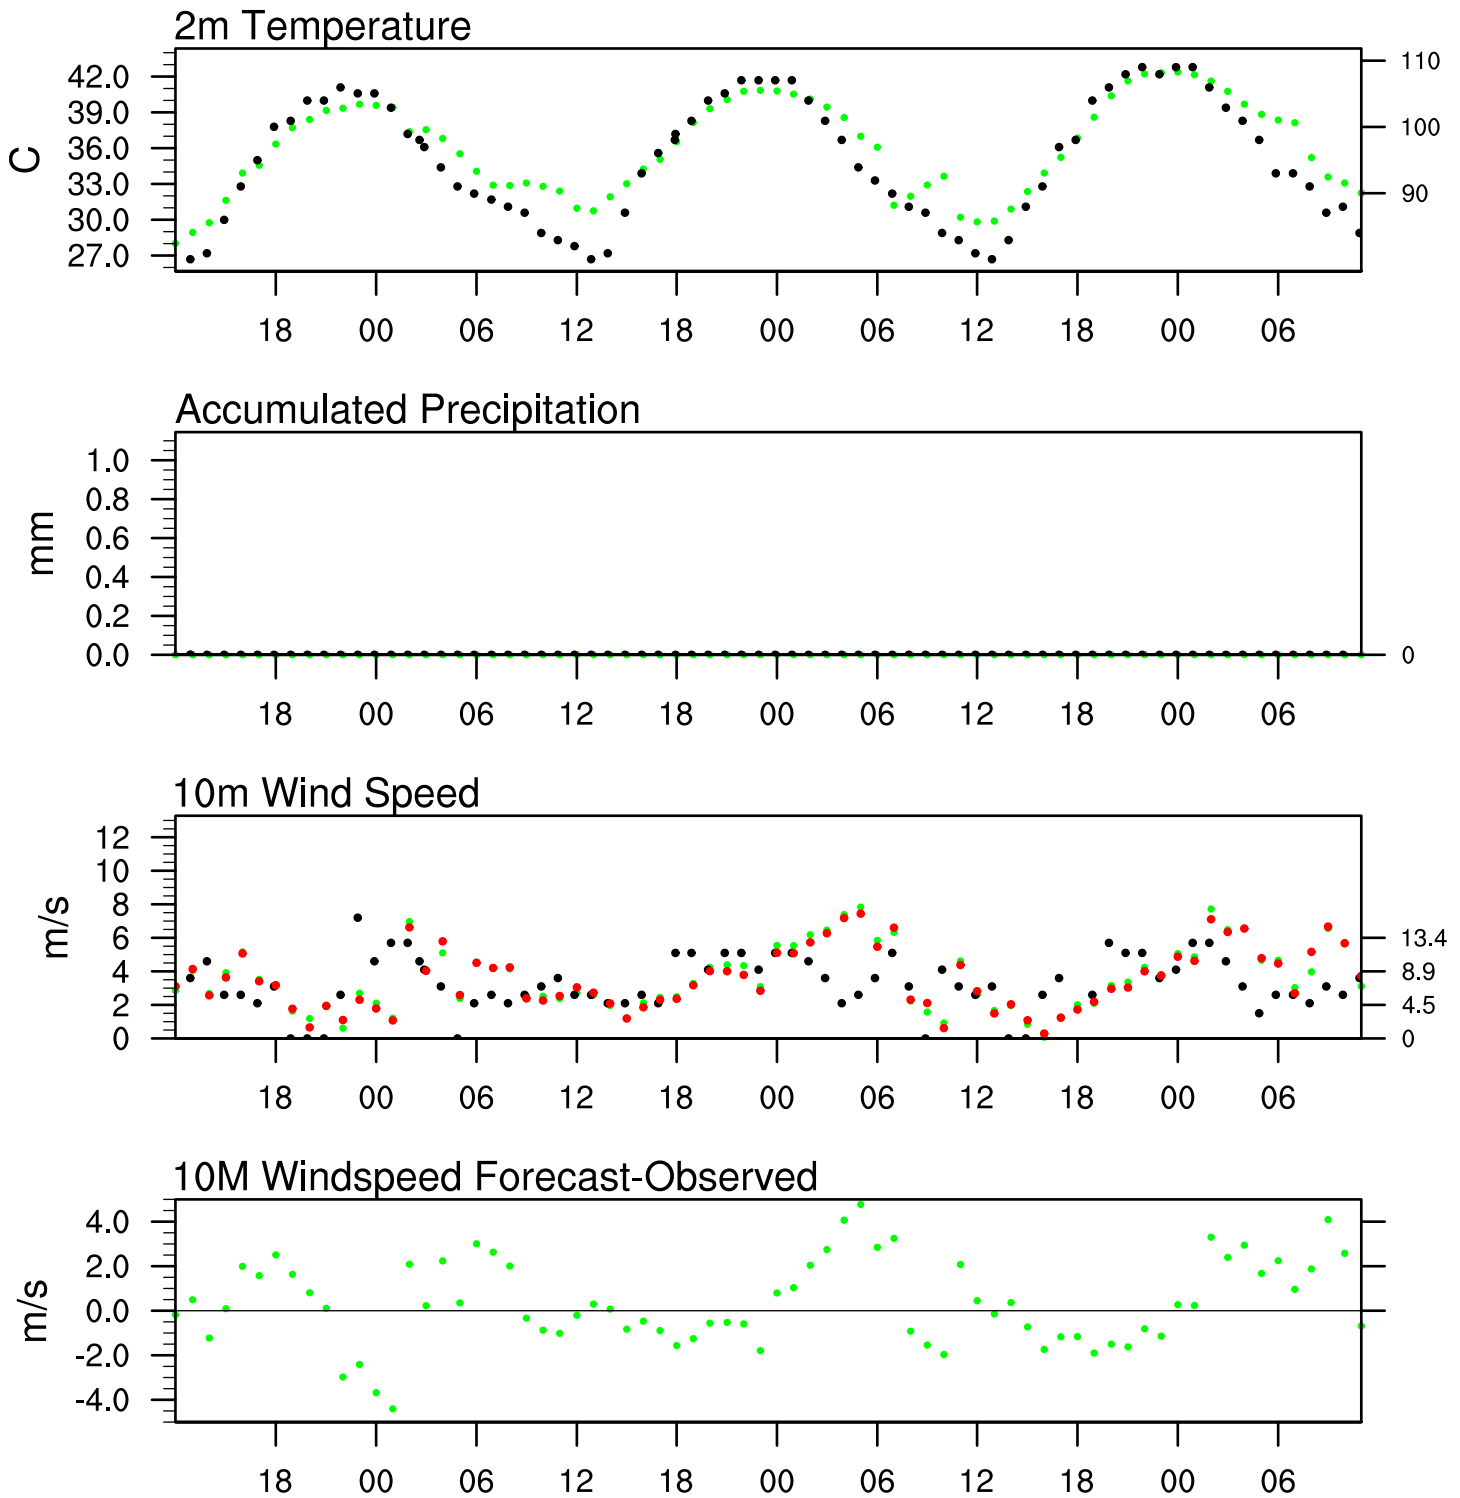 2m Temperature
42.0
39.0
36.0
33.0
30.0
27.0
C
110
100
90
18 00 06 12 18 00 06 12 18 00 06
Accumulated Precipitation
1.0
0.8
0.6
0.4
0.2
0.0
mm
0
18 00 06 12 18 00 06 12 18 00 06
10m Wind Speed
12
10
8
6
4
2
0
m/s
13.4
8.9
4.5
0
18 00 06 12 18 00 06 12 18 00 06
10M Windspeed Forecast-Observed
4.0
2.0
0.0
-2.0
-4.0
m/s
18 00 06 12 18 00 06 12 18 00 06